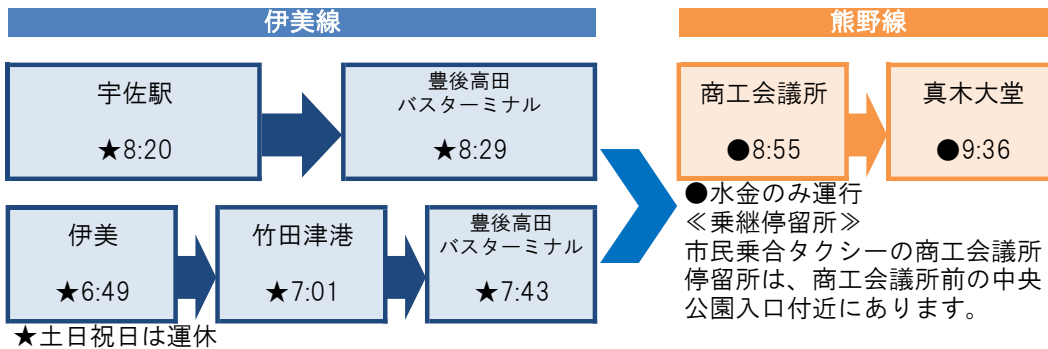 伊美線
宇佐駅
★8:20
豊後高田
バスターミナル
★8:29
伊美
★6:49
竹田津港
★7:01
豊後高田
バスターミナル
★7:43
★土日祝日は運休
熊野線
商工会議所
●8:55
真木大堂
●9:36
●水金のみ運行
≪乗継停留所≫
市民乗合タクシーの商工会議所
停留所は、商工会議所前の中央
公園入口付近にあります。